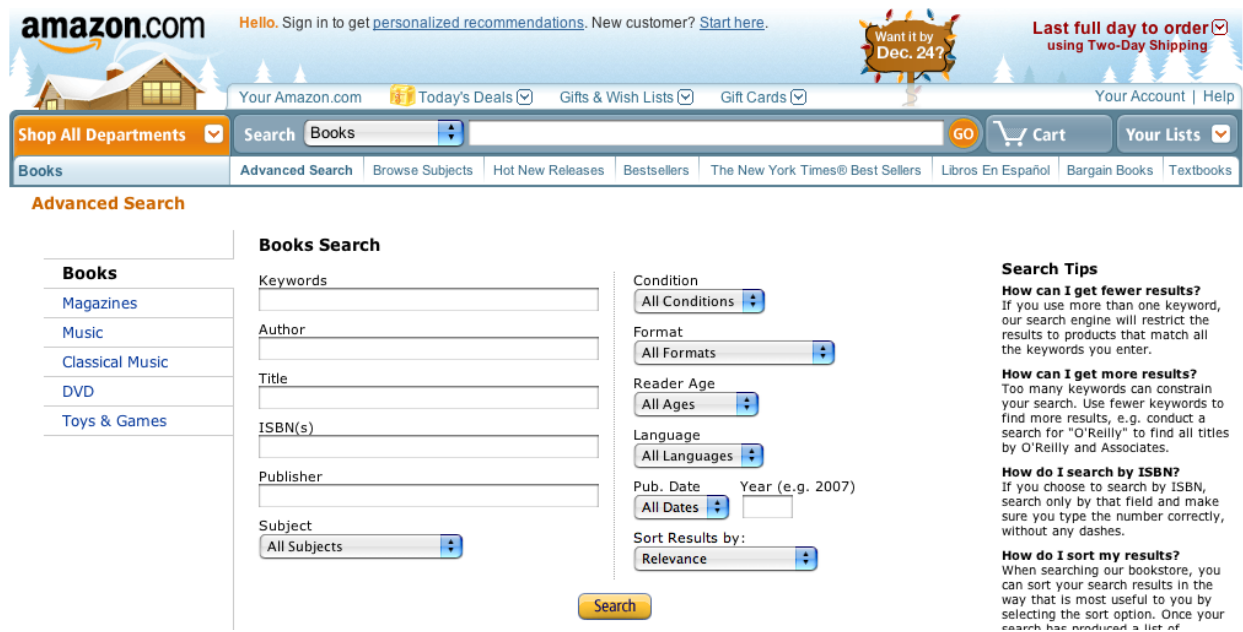 amazon.com
Hello. Sign in to get personalized recommendations. New customer? Start here.
Want it by
Dec. 24?
Last full day to order
using Two-Day Shipping
Your Amazon.com Today's Deals Gifts & Wish Lists Gift Cards Your Account | Help
Shop All Departments Search Books GO Cart Your Lists
Books Advanced Search Browse Subjects Hot New Releases Bestsellers The New York Times® Best Sellers Libros En Español Bargain Books Textbooks
Advanced Search
Books
Magazines
Music
Classical Music
DVD
Toys & Games
Books Search
Keywords
Author
Title
ISBN(s)
Publisher
Subject
All Subjects
Condition
All Conditions
Format
All Formats
Reader Age
All Ages
Language
All Languages
Pub. Date Year (e.g. 2007)
All Dates
Sort Results by:
Relevance
Search
Search Tips
How can I get fewer results?
If you use more than one keyword,
our search engine will restrict the
results to products that match all
the keywords you enter.
How can I get more results?
Too many keywords can constrain
your search. Use fewer keywords to
find more results, e.g. conduct a
search for "O'Reilly" to find all titles
by O'Reilly and Associates.
How do I search by ISBN?
If you choose to search by ISBN,
search only by that field and make
sure you type the number correctly,
without any dashes.
How do I sort my results?
When searching our bookstore, you
can sort your search results in the
way that is most useful to you by
selecting the sort option. Once your
search has produced a list of